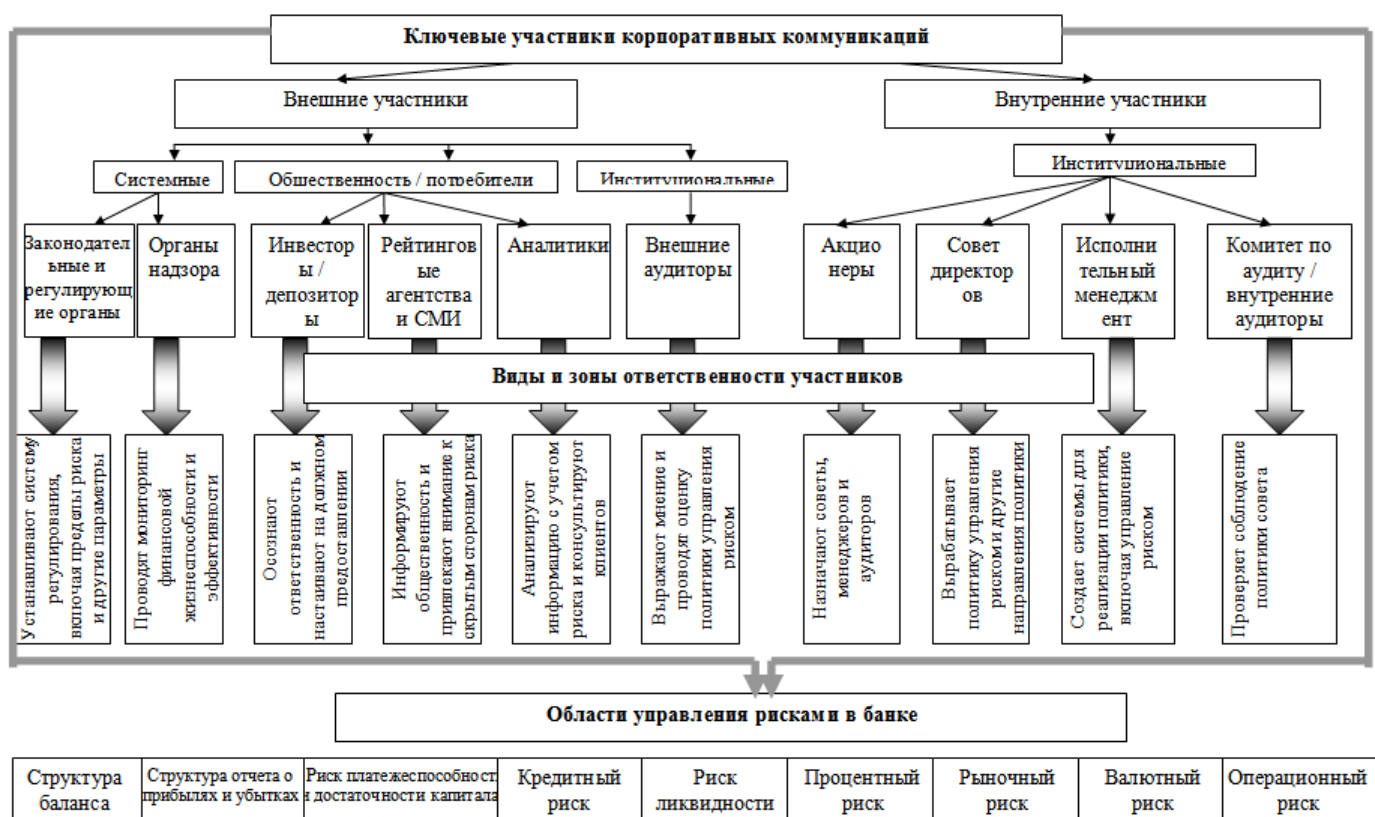 Ключевые участники корпоративных коммуникаций
Внешние участники
Внутренние участники
Системные
Общественность / потребители
Институциональные
Институциональные
Законодател
ьные и
регулирующ
ие органы
Органы
надзора
Инвестор
ы /
депозитор
ы
Рейтингов
ые
агентства
и СМИ
Аналитики
Внешние
аудиторы
Акцио
неры
Совет
директор
ов
Исполни
тельный
менеджм
ент
Комитет по
аудиту /
внутренние
аудиторы
Виды и зоны ответственности участников
Устанавливают систему
регулирования,
включая пределы риска
и другие параметры
Проводят мониторинг
финансовой
жизнеспособности и
эффективности
Осознают
ответственность и
настаивают на должном
предоставлении
Информируют
общественность и
привлекают внимание к
скрытым сторонам риска
Анализируют
информацию с учетом
риска и консультируют
клиентов
Выражают мнение и
проводят оценку
политики управления
риском
Назначают советы,
менеджеров и
аудиторов
Вырабатывает
политику управления
риском и другие
направления политики
Создает системы для
реализации политики,
включая управление
риском
Проверяет соблюдение
политики совета
Области управления рисками в банке
Структура
баланса
Структура отчета о
прибылях и убытках
Риск платежеспособност
и достаточности капитала
Кредитный
риск
Риск
ликвидности
Процентный
риск
Рыночный
риск
Валютный
риск
Операционный
риск